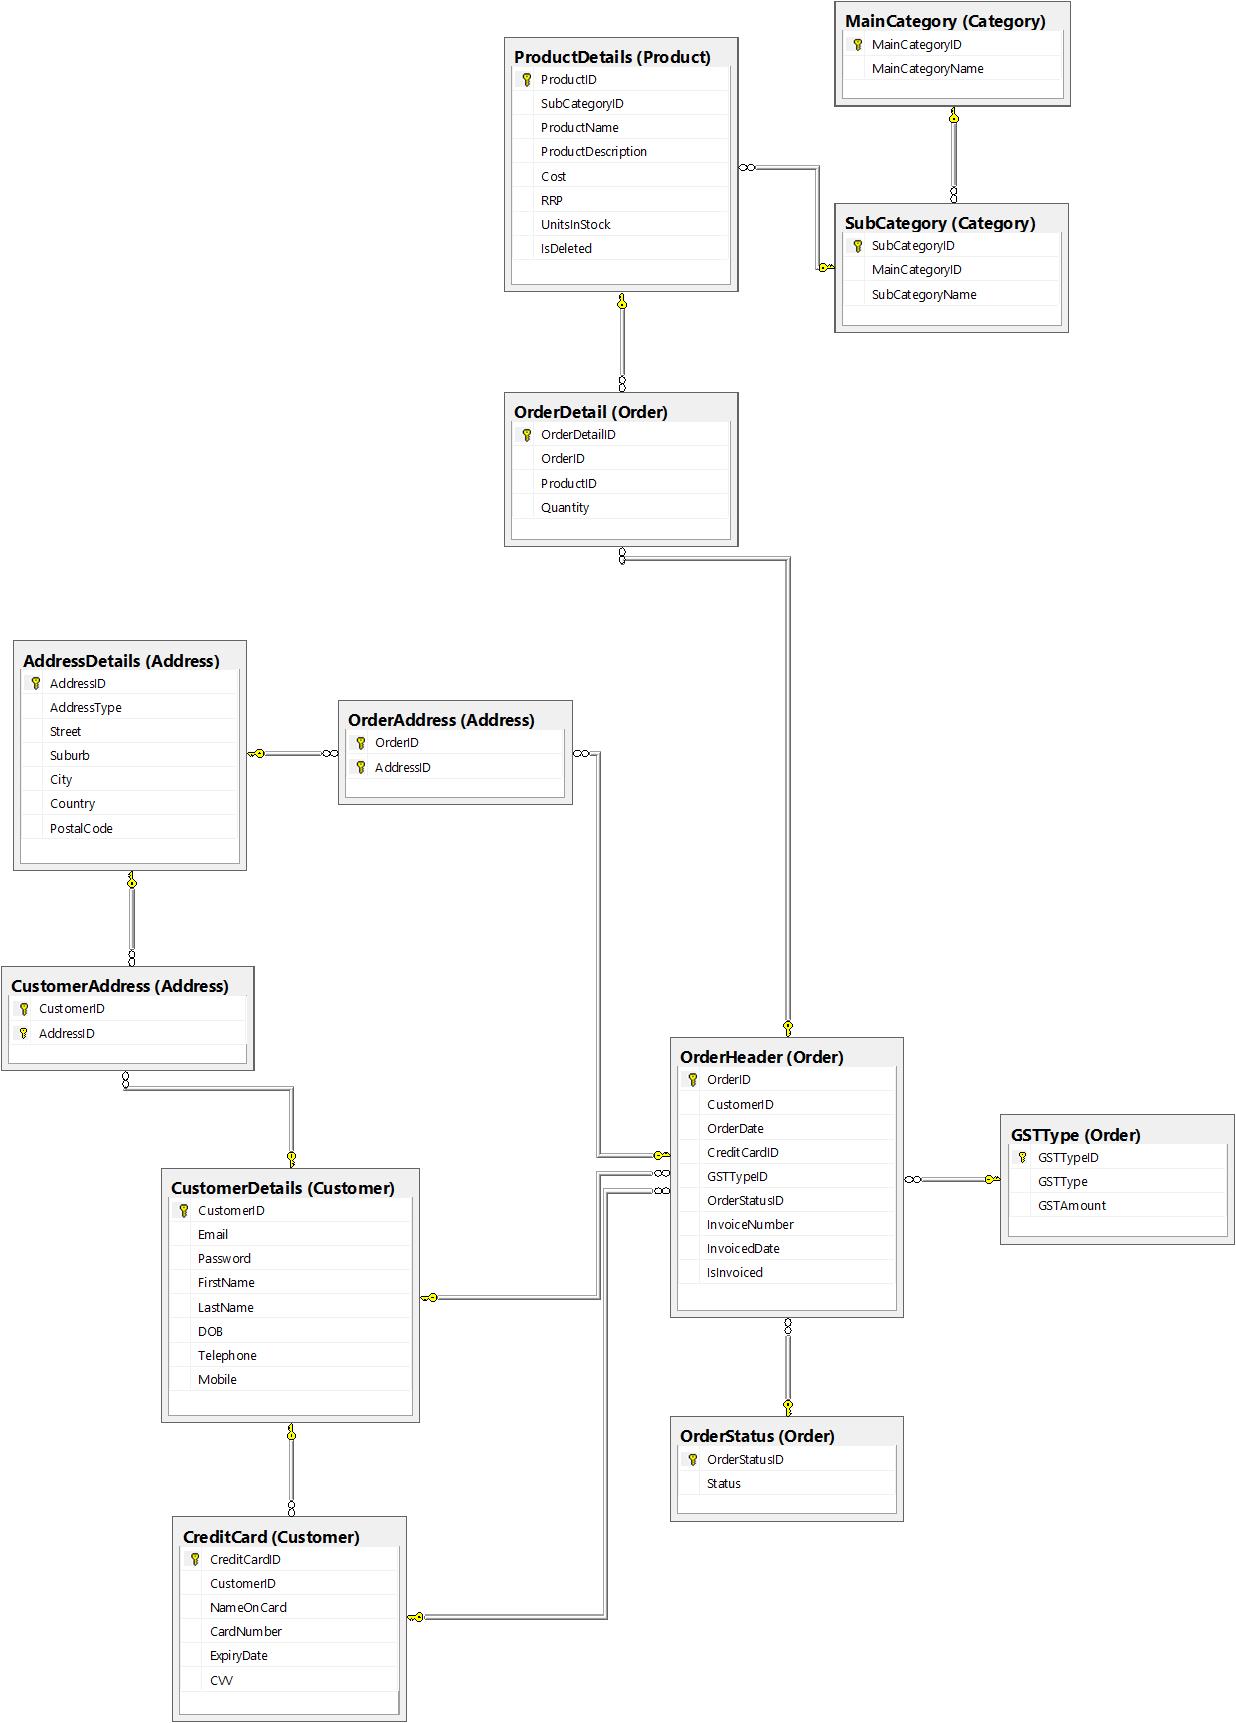 MainCategory (Category)
MainCategoryID
MainCategoryName
ProductDetails (Product)
ProductID
SubCategoryID
ProductName
ProductDescription
Cost
RRP
UnitsInStock
IsDeleted
SubCategory (Category)
SubCategoryID
MainCategoryID
SubCategoryName
OrderDetail (Order)
OrderDetailID
OrderID
ProductID
Quantity
AddressDetails (Address)
AddressID
AddressType
Street
Suburb
City
Country
PostalCode
OrderAddress (Address)
OrderID
AddressID
CustomerAddress (Address)
CustomerID
AddressID
OrderHeader (Order)
OrderID
CustomerID
OrderDate
CreditCardID
GSTTypeID
OrderStatusID
InvoiceNumber
InvoicedDate
IsInvoiced
GSTType (Order)
GSTTypeID
GSTType
GSTAmount
CustomerDetails (Customer)
CustomerID
Email
Password
FirstName
LastName
DOB
Telephone
Mobile
OrderStatus (Order)
OrderStatusID
Status
CreditCard (Customer)
CreditCardID
CustomerID
NameOnCard
CardNumber
ExpiryDate
CVV